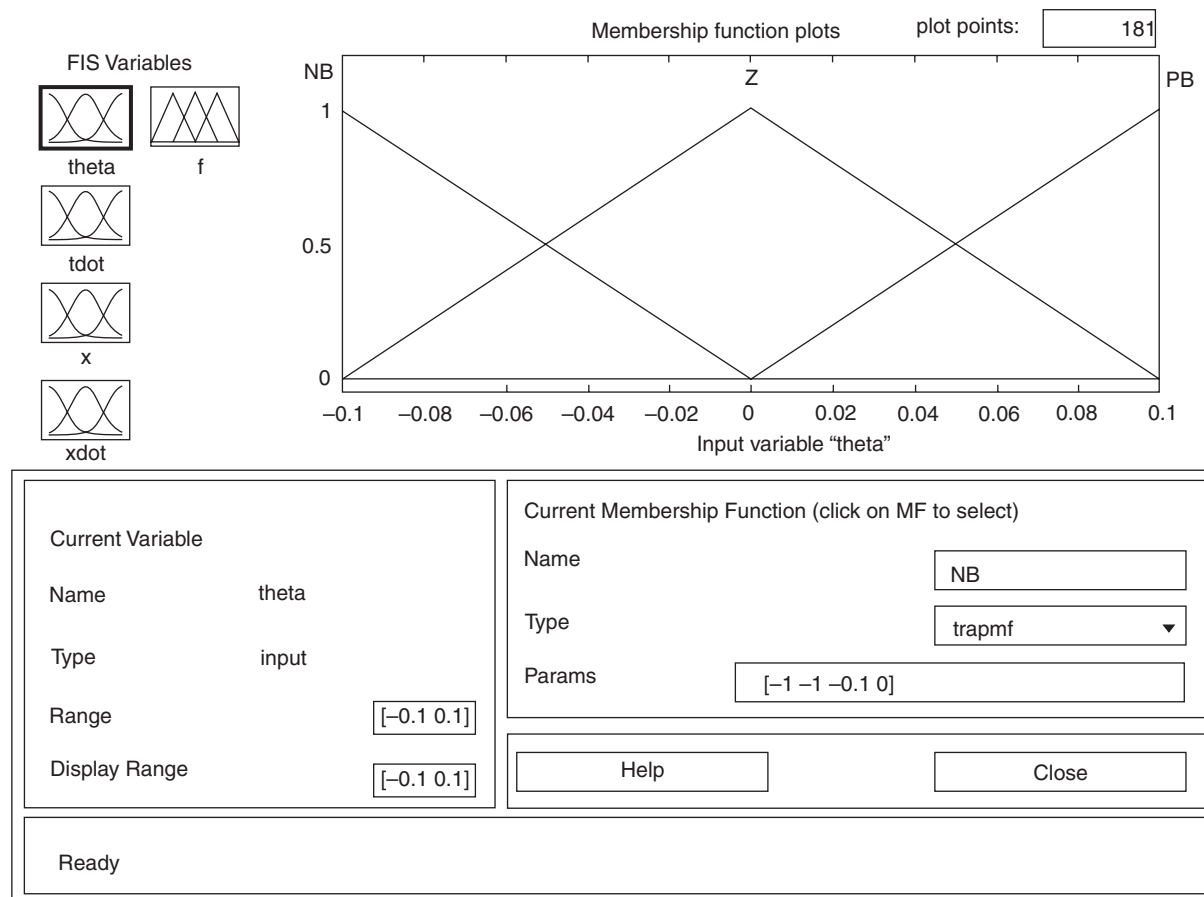 Membership function plots
plot points:
181
FIS Variables
theta
f
tdot
x
xdot
NB
Z
PB
1
0.5
0
–0.1
–0.08
–0.06
–0.04
–0.02
0
0.02
0.04
0.06
0.08
0.1
Input variable “theta”
Current Variable
Name
theta
Type
input
Range
[–0.1 0.1]
Display Range
[–0.1 0.1]
Current Membership Function (click on MF to select)
Name
NB
Type
trapmf
Params
[–1 –1 –0.1 0]
Help
Close
Ready